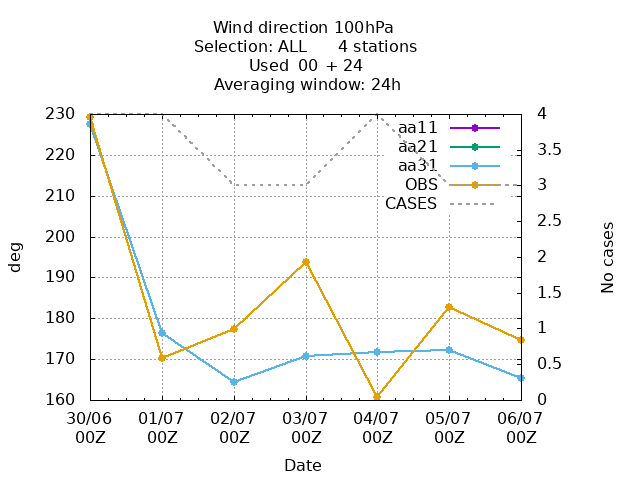 Wind direction 100hPa
Selection: ALL 4 stations
Used 00 + 24
Averaging window: 24h
230
220
210
200
190
180
170
160
deg
4
3.5
3
2.5
2
1.5
1
0.5
0
No cases
aa11
aa21
aa31
OBS
CASES
30/06 01/07 02/07 03/07 04/07 05/07 06/07
00Z 00Z 00Z 00Z 00Z 00Z 00Z
Date